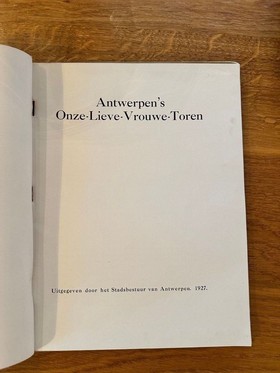 Antwerpen's
Onze-Lieve-Vrouwe-Toren
Uitgegeven door het Stadsbestuur van Antwerpen. 1927.